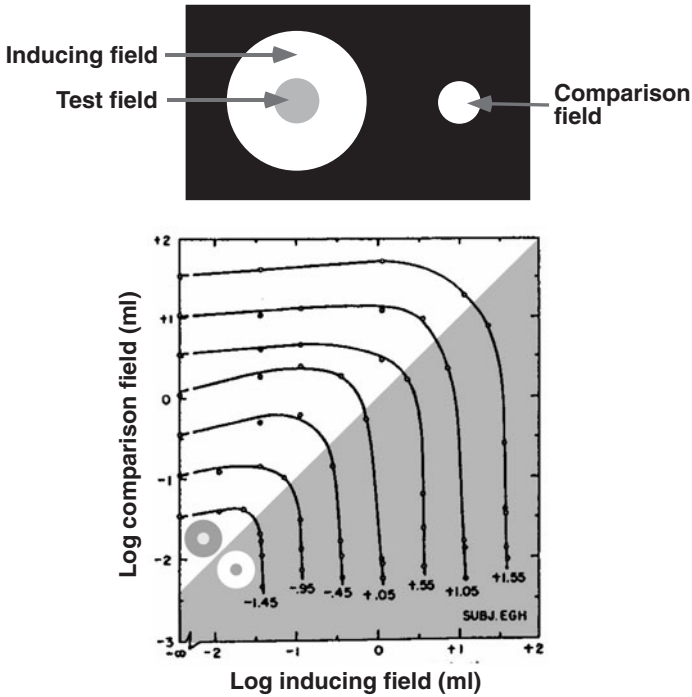 Inducing field
Test field
Comparison
field
Log comparison field (ml)
+2
+1
0
-1
-2
-3
-1.45
-.95
-.45
+.05
+.55
+1.05
+1.55
SUBJ. EGH
-∞ -2 -1 0 +1 +2
Log inducing field (ml)